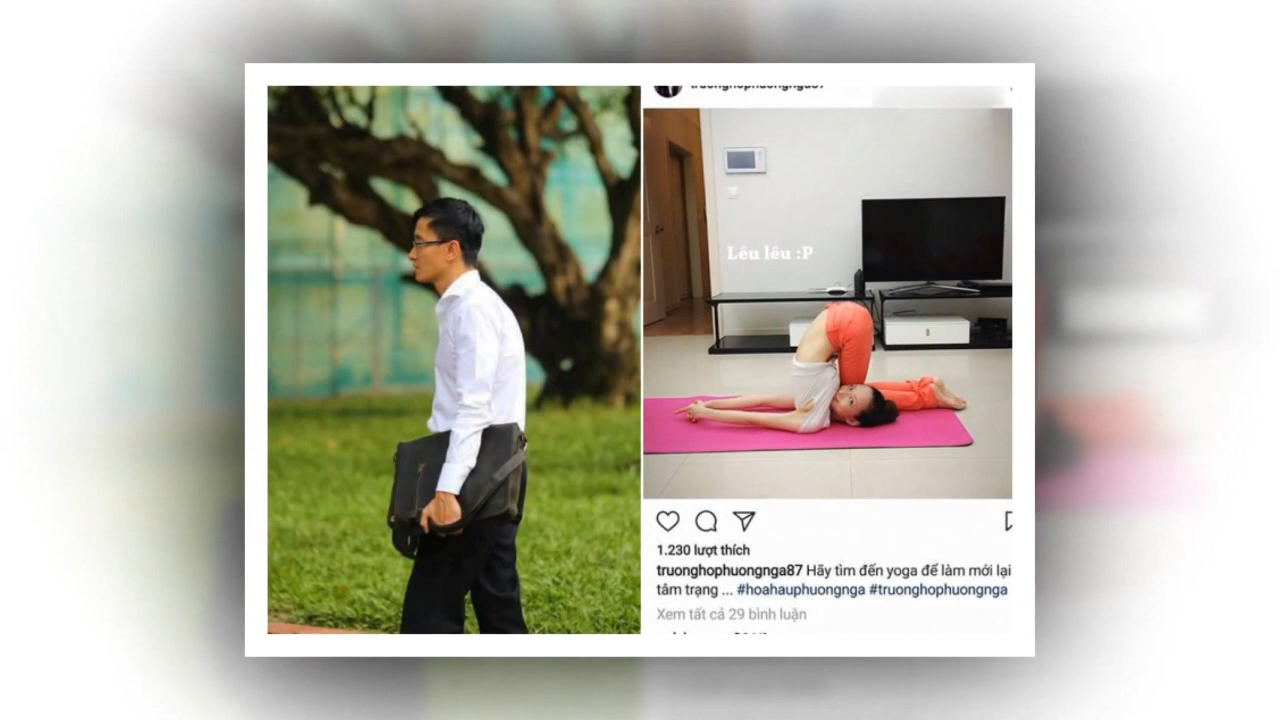 truonghophuongnga87
Lêu lêu :P
1.230 lượt thích
truonghophuongnga87 Hãy tìm đến yoga để làm mới lại
tâm trạng ... #hoahauphuongnga #truonghophuongnga
Xem tất cả 29 bình luận